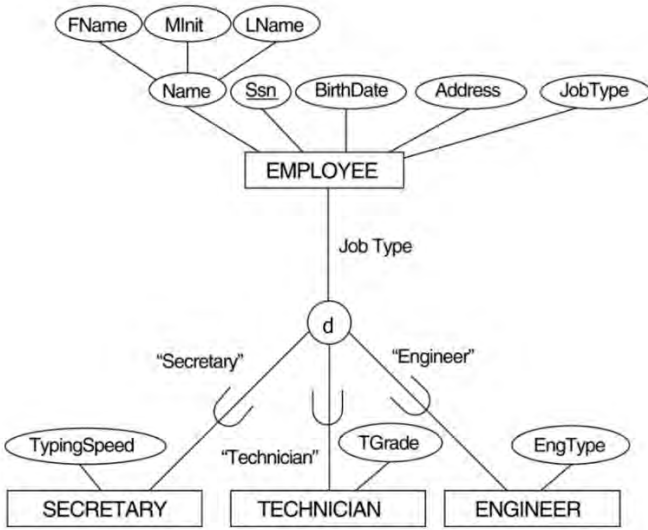 FName MInit LName
Name Ssn BirthDate Address JobType
EMPLOYEE
Job Type
d
“Secretary” “Engineer”
“Technician”
TypingSpeed TGrade EngType
SECRETARY TECHNICIAN ENGINEER